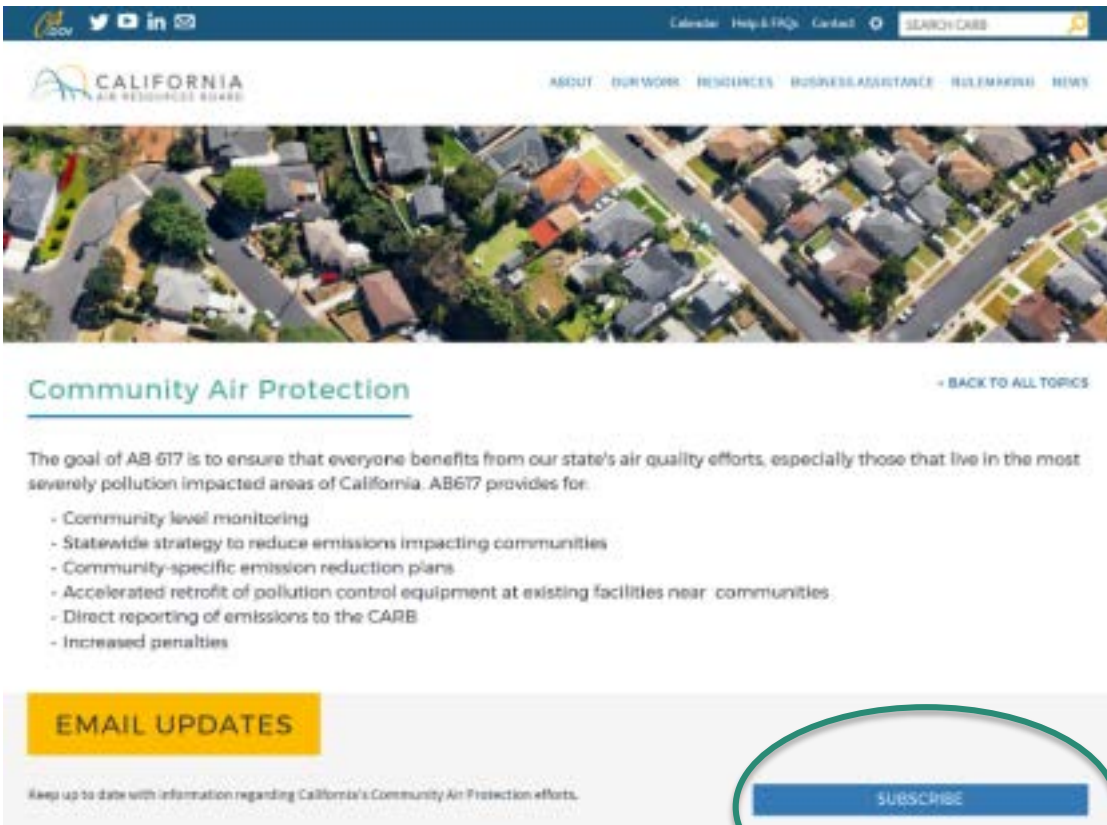 CA.GOV
Calendar Help & FAQs Contact SEARCH CARB
CALIFORNIA
AIR RESOURCES BOARD
ABOUT OUR WORK RESOURCES BUSINESS ASSISTANCE RULEMAKING NEWS
Community Air Protection
< BACK TO ALL TOPICS
The goal of AB 617 is to ensure that everyone benefits from our state's air quality efforts, especially those that live in the most
severely pollution impacted areas of California. AB617 provides for:
- Community level monitoring
- Statewide strategy to reduce emissions impacting communities
- Community-specific emission reduction plans
- Accelerated retrofit of pollution control equipment at existing facilities near communities
- Direct reporting of emissions to the CARB
- Increased penalties
EMAIL UPDATES
Keep up to date with information regarding California's Community Air Protection efforts.
SUBSCRIBE